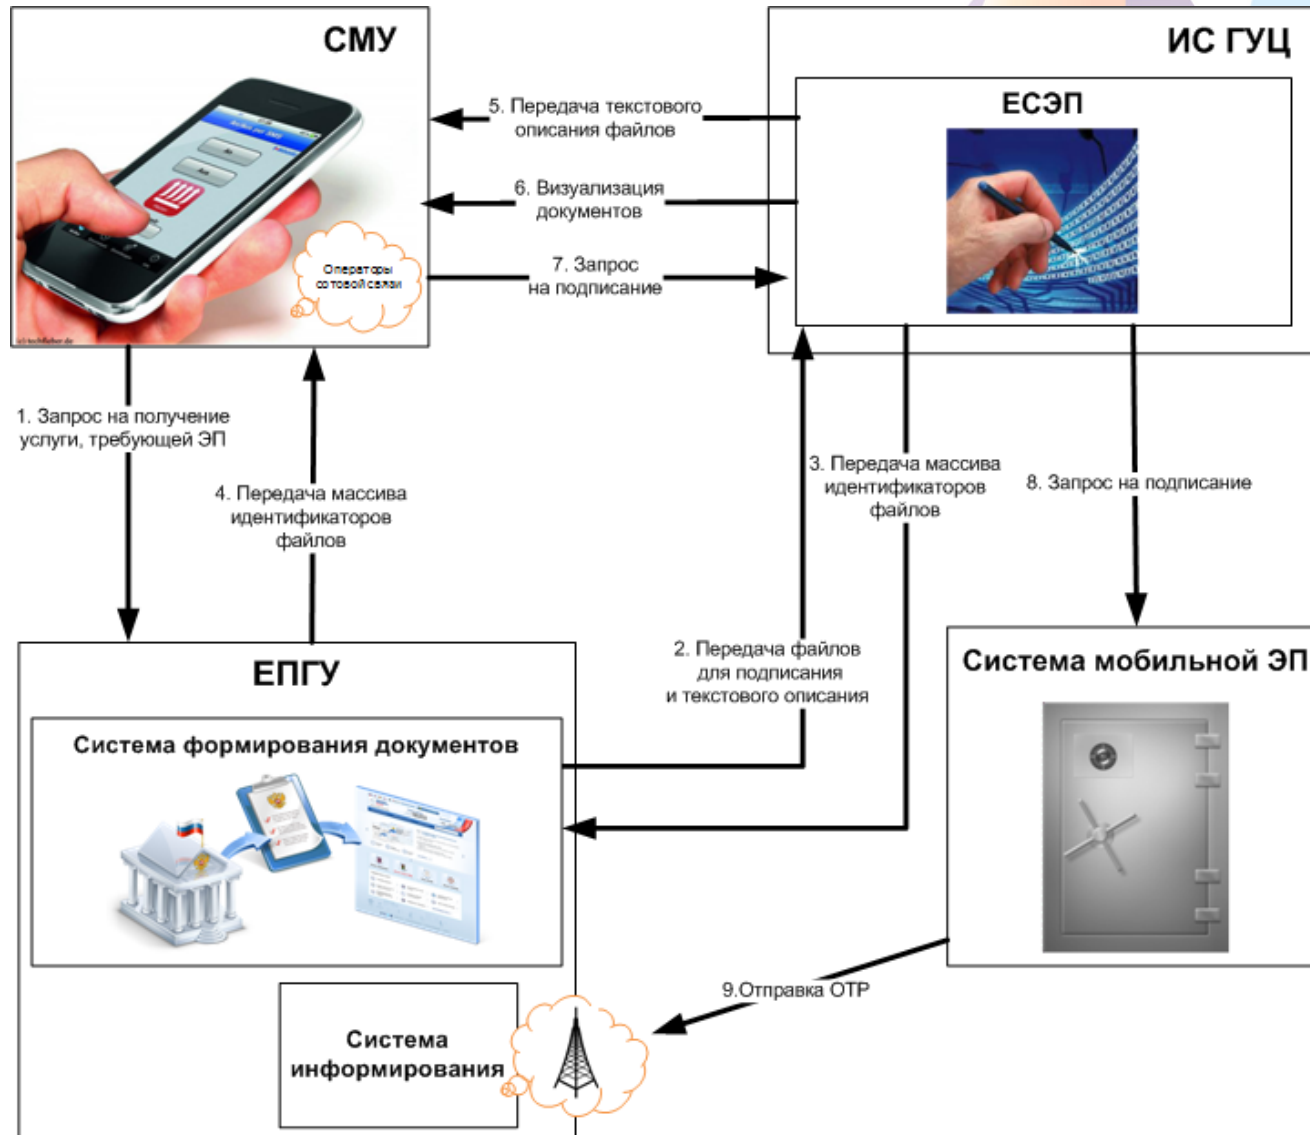 СМУ
ИС ГУЦ
ЕСЭП
5. Передача текстового
описания файлов
6. Визуализация
документов
7. Запрос
на подписание
Операторы
сотовой связи
(c) techfieber.de
1. Запрос на получение
услуги, требующей ЭП
4. Передача массива
идентификаторов
файлов
3. Передача массива
идентификаторов
файлов
8. Запрос на подписание
2. Передача файлов
для подписания
и текстового описания
ЕПГУ
Система формирования документов
Система мобильной ЭП
9.Отправка ОТР
Система
информирования